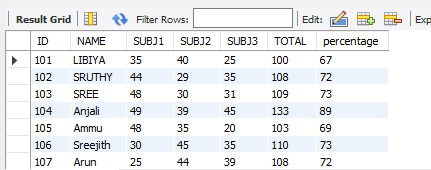 Result Grid Filter Rows: Edit: Exp
ID NAME SUBJ1 SUBJ2 SUBJ3 TOTAL percentage
101 LIBIYA 35 40 25 100 67
102 SRUTHY 44 29 35 108 72
103 SREE 48 30 31 109 73
104 Anjali 49 39 45 133 89
105 Ammu 48 35 20 103 69
106 Sreejith 30 45 35 110 73
107 Arun 25 44 39 108 72